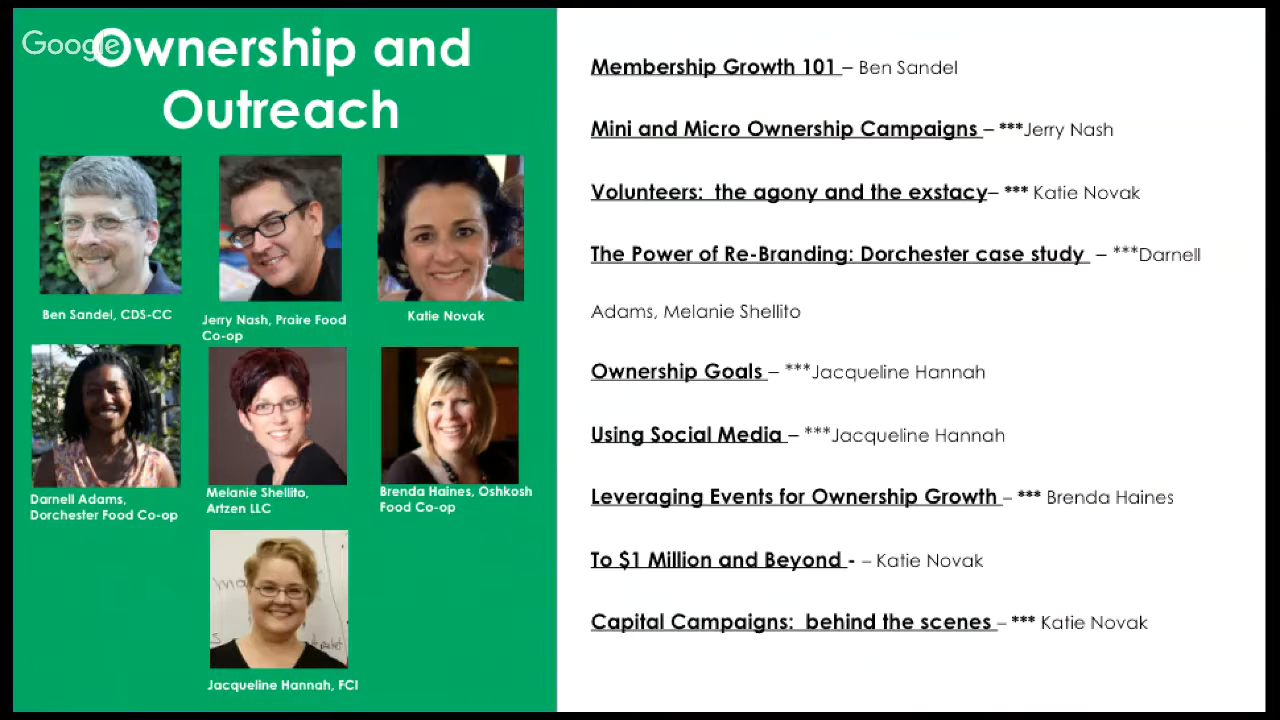 Google
Ownership and
Outreach
Ben Sandel, CDS-CC
Jerry Nash, Praire Food
Co-op
Katie Novak
Darnell Adams,
Dorchester Food Co-op
Melanie Shellito,
Artzen LLC
Brenda Haines, Oshkosh
Food Co-op
ma
Jacqueline Hannah, FCI
Membership Growth 101 – Ben Sandel
Mini and Micro Ownership Campaigns – ***Jerry Nash
Volunteers:  the agony and the exstacy– *** Katie Novak
The Power of Re-Branding: Dorchester case study  – ***Darnell
Adams, Melanie Shellito
Ownership Goals – ***Jacqueline Hannah
Using Social Media – ***Jacqueline Hannah
Leveraging Events for Ownership Growth – *** Brenda Haines
To $1 Million and Beyond - – Katie Novak
Capital Campaigns:  behind the scenes – *** Katie Novak